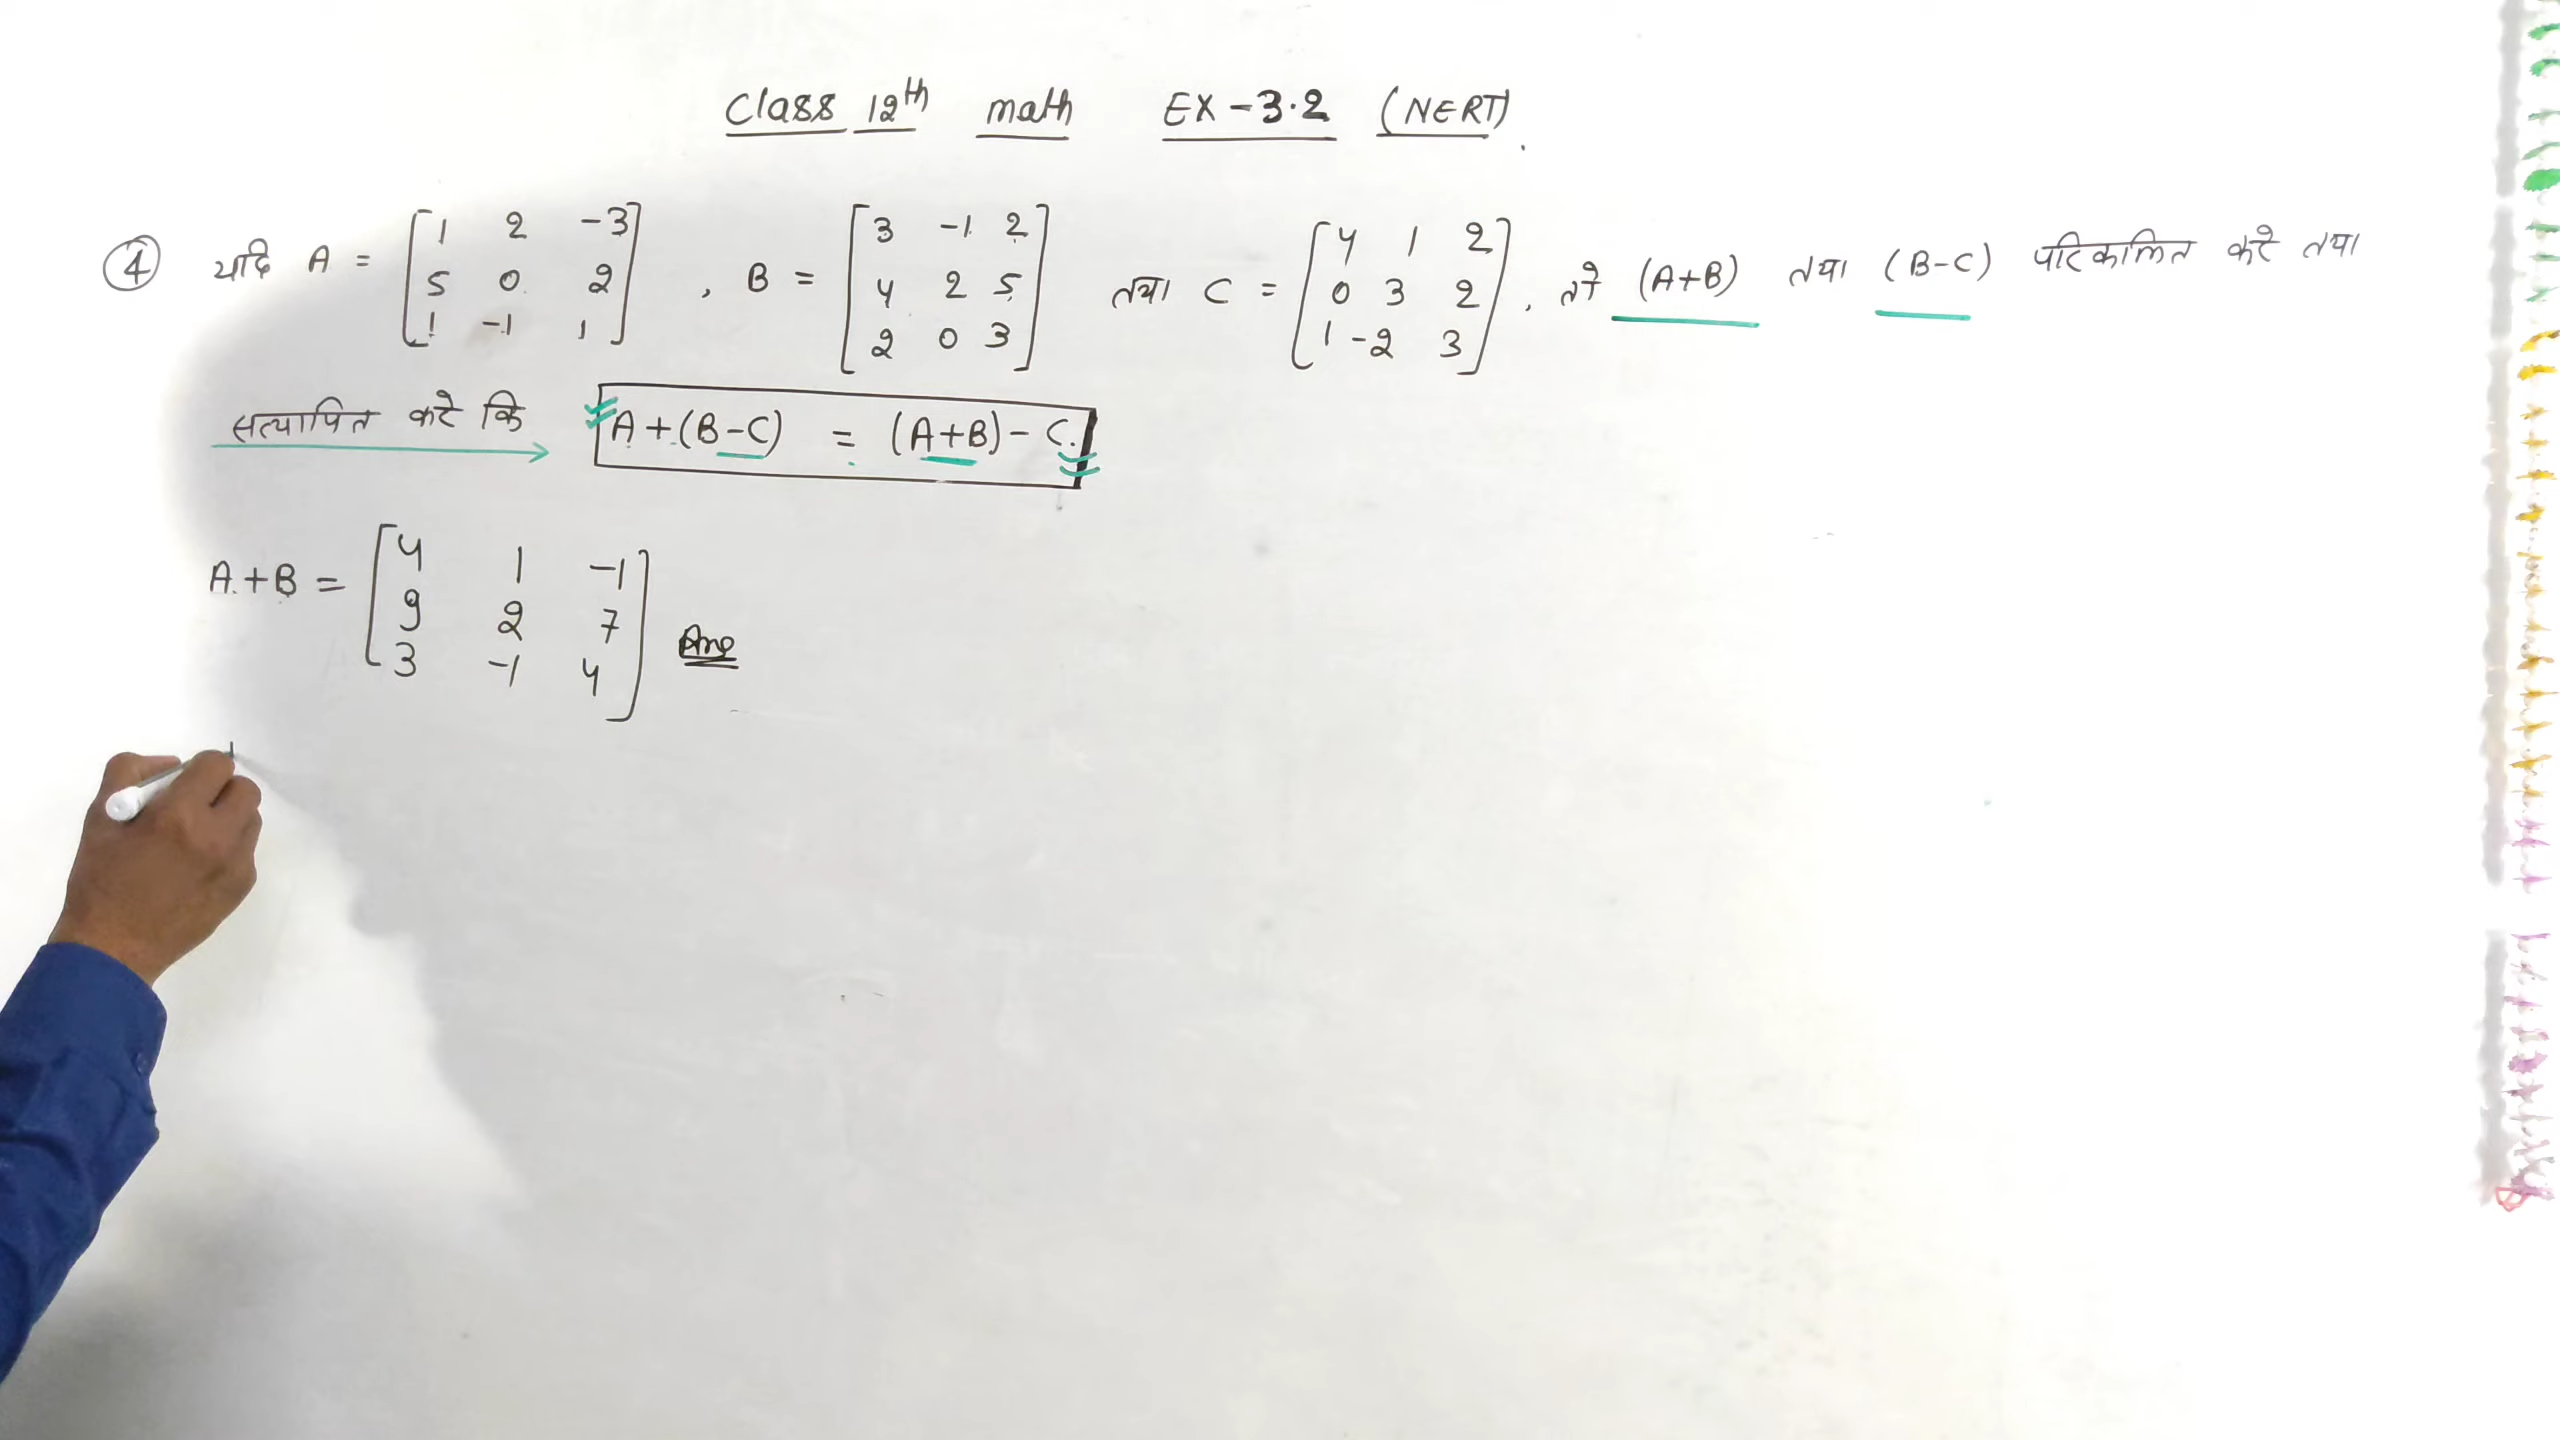 Class 12th math EX-3.2 (NERT).
④ यदि A = [1 2 -3 , B = [3 -1 2 तथा C = [4 1 2 , तो (A+B) तथा (B-C) परिकलित करे तथा
5 0 2 4 2 5 0 3 2
1 -1 1] 2 0 3] 1 -2 3]
सत्यापित करे कि A+(B-C) = (A+B)-C.
A+B = [4 1 -1
9 2 7
3 -1 4] Ans